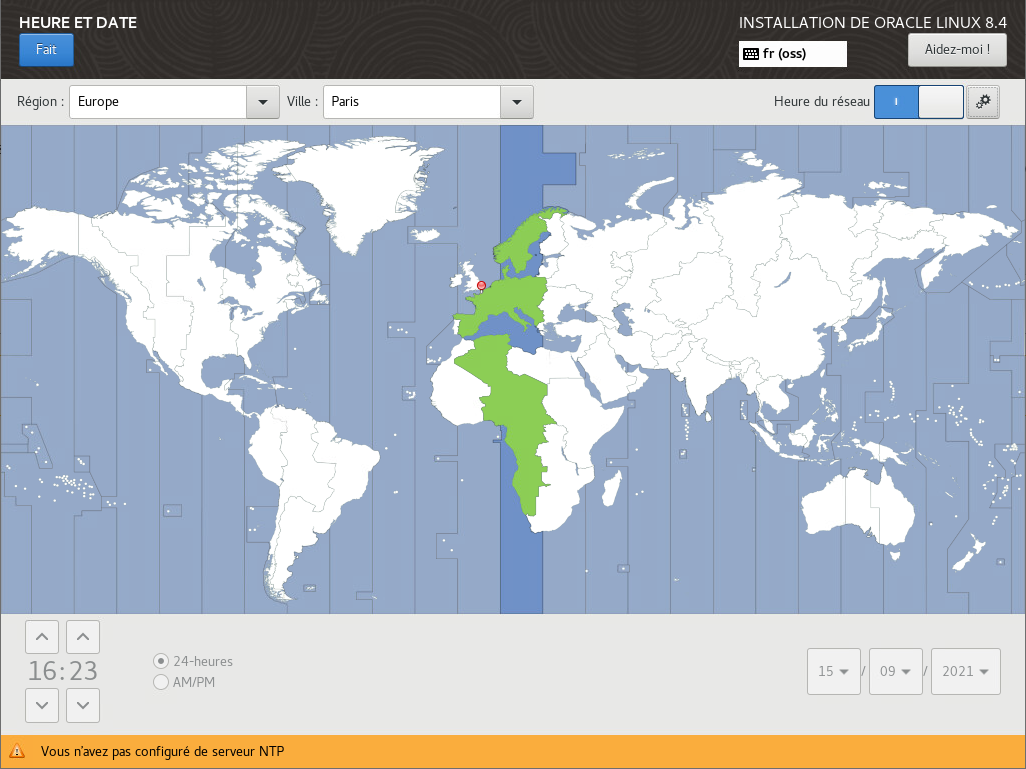 HEURE ET DATE
INSTALLATION DE ORACLE LINUX 8.4
Fait
fr (oss)
Aidez-moi !
Région : Europe Ville : Paris Heure du réseau
16:23
24-heures
AM/PM
15 / 09 / 2021
Vous n'avez pas configuré de serveur NTP